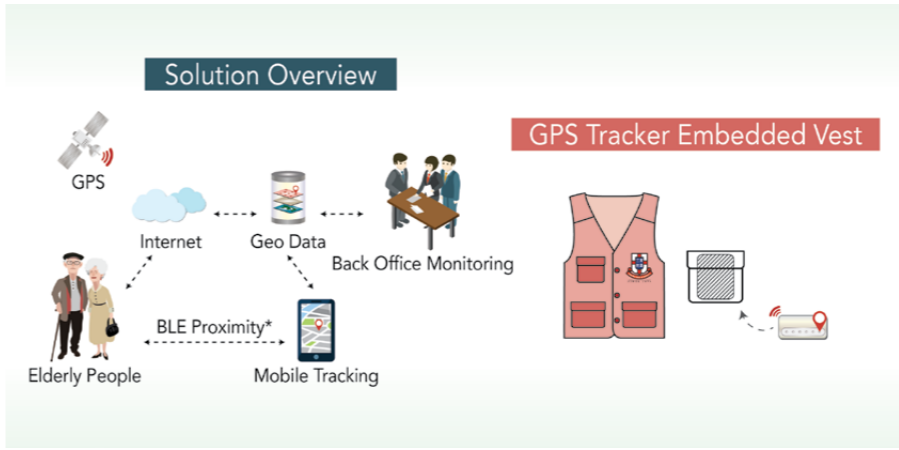 Solution Overview
GPS Tracker Embedded Vest
GPS
Internet
Geo Data
Back Office Monitoring
BLE Proximity*
Elderly People
Mobile Tracking